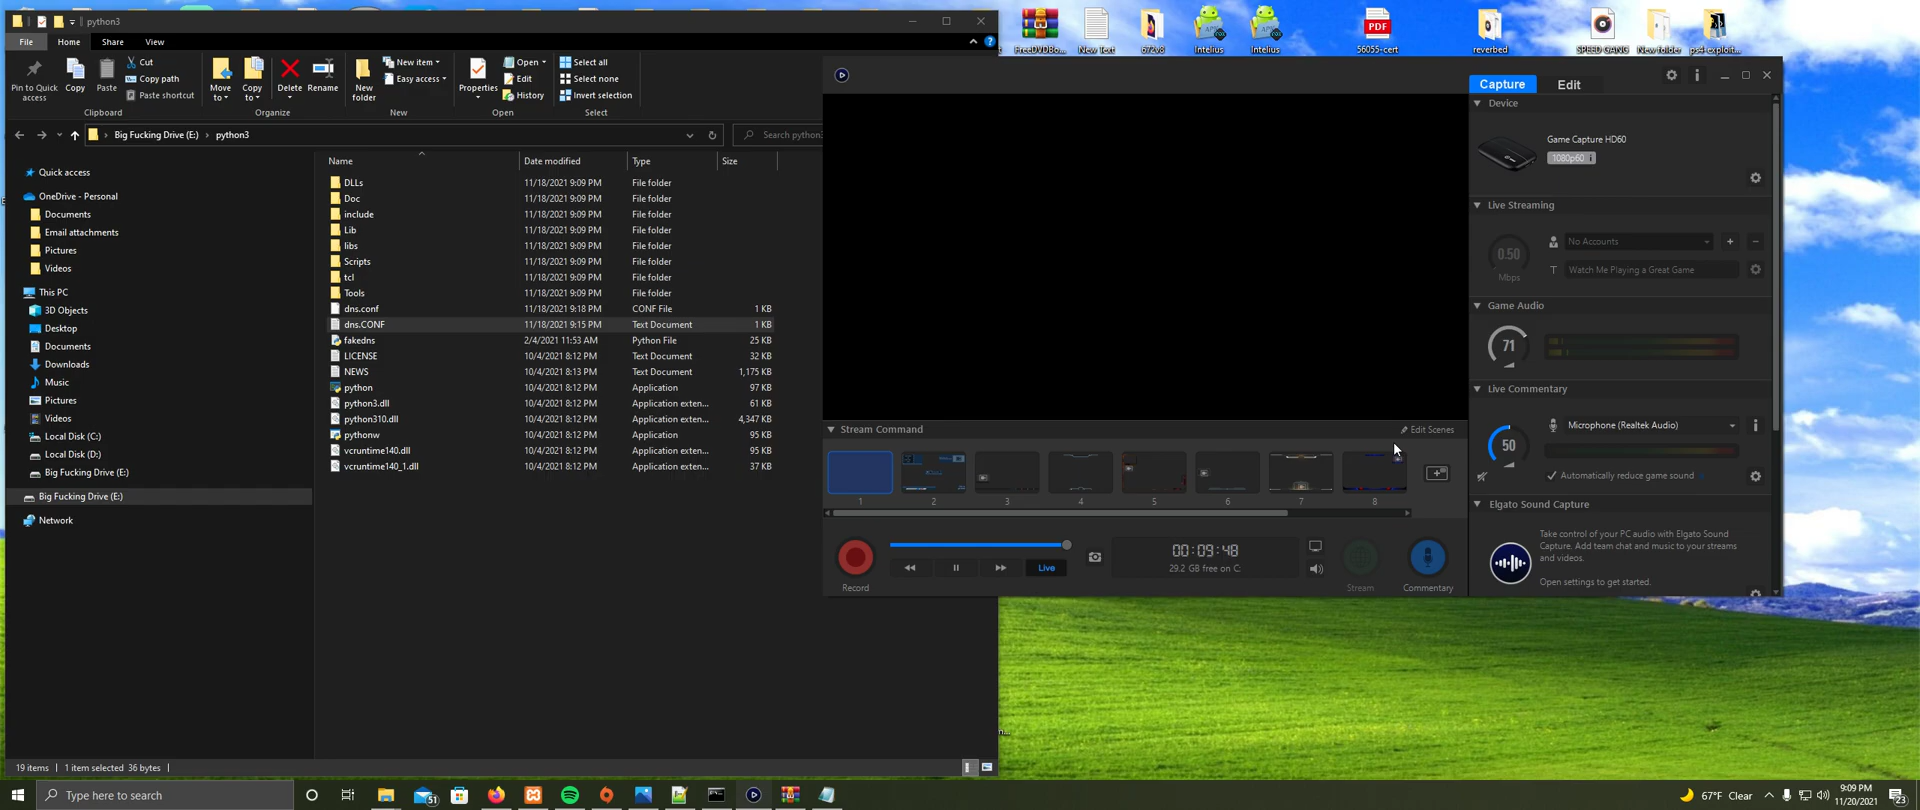 python3
File Home Share View
Pin to Quick access
Copy
Paste
Cut
Copy path
Paste shortcut
Clipboard
Move to
Copy to
Delete
Rename
Organize
New folder
New item
Easy access
New
Properties
Open
Edit
History
Open
Select all
Select none
Invert selection
Select
Big Fucking Drive (E:) python3
Search python3
Quick access
OneDrive - Personal
Documents
Email attachments
Pictures
Videos
This PC
3D Objects
Desktop
Documents
Downloads
Music
Pictures
Videos
Local Disk (C:)
Local Disk (D:)
Big Fucking Drive (E:)
Big Fucking Drive (E:)
Network
Name Date modified Type Size
DLLs 11/18/2021 9:09 PM File folder
Doc 11/18/2021 9:09 PM File folder
include 11/18/2021 9:09 PM File folder
Lib 11/18/2021 9:09 PM File folder
libs 11/18/2021 9:09 PM File folder
Scripts 11/18/2021 9:09 PM File folder
tcl 11/18/2021 9:09 PM File folder
Tools 11/18/2021 9:09 PM File folder
dns.conf 11/18/2021 9:18 PM CONF File 1 KB
dns.CONF 11/18/2021 9:15 PM Text Document 1 KB
fakedns 2/4/2021 11:53 AM Python File 25 KB
LICENSE 10/4/2021 8:12 PM Text Document 32 KB
NEWS 10/4/2021 8:13 PM Text Document 1,175 KB
python 10/4/2021 8:12 PM Application 97 KB
python3.dll 10/4/2021 8:12 PM Application exten... 61 KB
python310.dll 10/4/2021 8:12 PM Application exten... 4,347 KB
pythonw 10/4/2021 8:12 PM Application 95 KB
vcruntime140.dll 10/4/2021 8:12 PM Application exten... 95 KB
vcruntime140_1.dll 10/4/2021 8:12 PM Application exten... 37 KB
19 items 1 item selected 36 bytes
FreeDVDBo...
New Text
672v8
Intelius
Intelius
PDF
56055-cert
reverbed
SPEED GANG
New folder
ps4-exploit...
Capture Edit
Device
Game Capture HD60
1080p60 i
Live Streaming
0.50
Mbps
No Accounts
T Watch Me Playing a Great Game
Game Audio
71
Live Commentary
50
Microphone (Realtek Audio)
Automatically reduce game sound
Elgato Sound Capture
Take control of your PC audio with Elgato Sound
Capture. Add team chat and music to your streams
and videos.
Open settings to get started.
Stream Command
Edit Scenes
1 2 3 4 5 6 7 8
Record
Live
00:09:48
29.2 GB free on C:
Stream
Commentary
Type here to search
51
67°F Clear
9:09 PM
11/20/2021
23